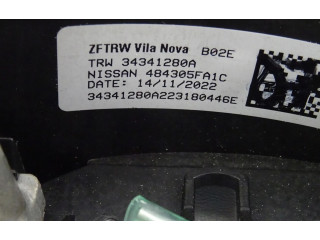 ZFTRW Vila Nova B02E
TRW 34341280A
NISSAN 484305FA1C
DATE: 14/11/2022
34341280A223180446E